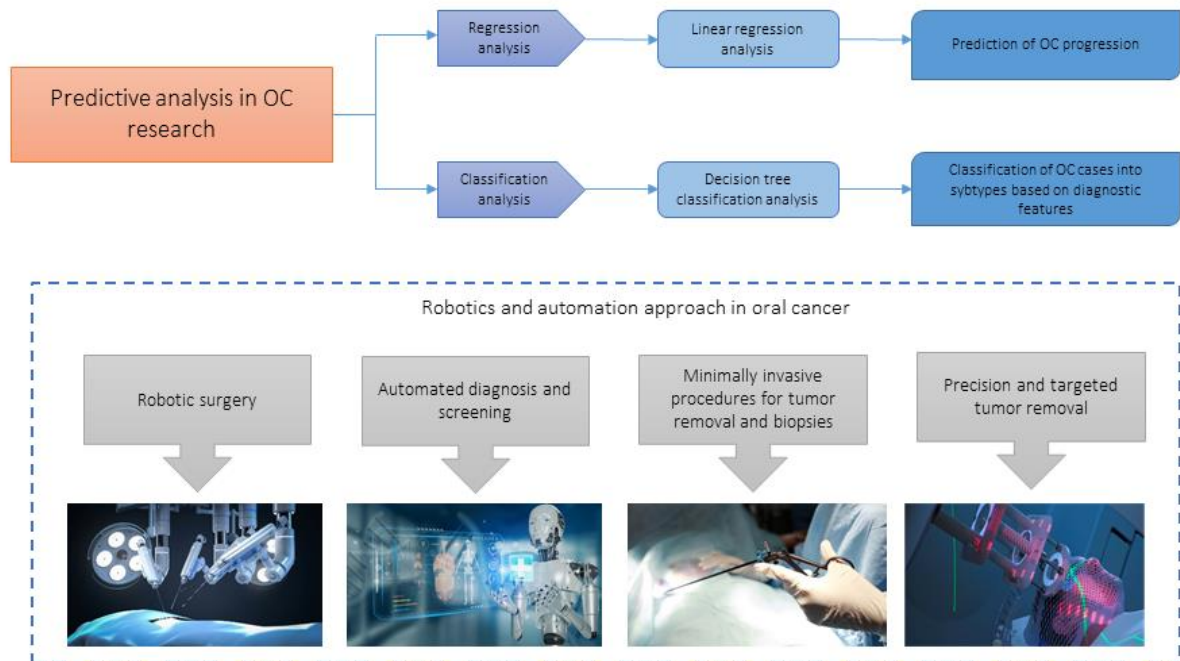 Regression
analysis
Linear regression
analysis
Prediction of OC progression
Predictive analysis in OC
research
Classification
analysis
Decision tree
classification analysis
Classification of OC cases into
sybtypes based on diagnostic
features
Robotics and automation approach in oral cancer
Robotic surgery
Automated diagnosis and
screening
Minimally invasive
procedures for tumor
removal and biopsies
Precision and targeted
tumor removal